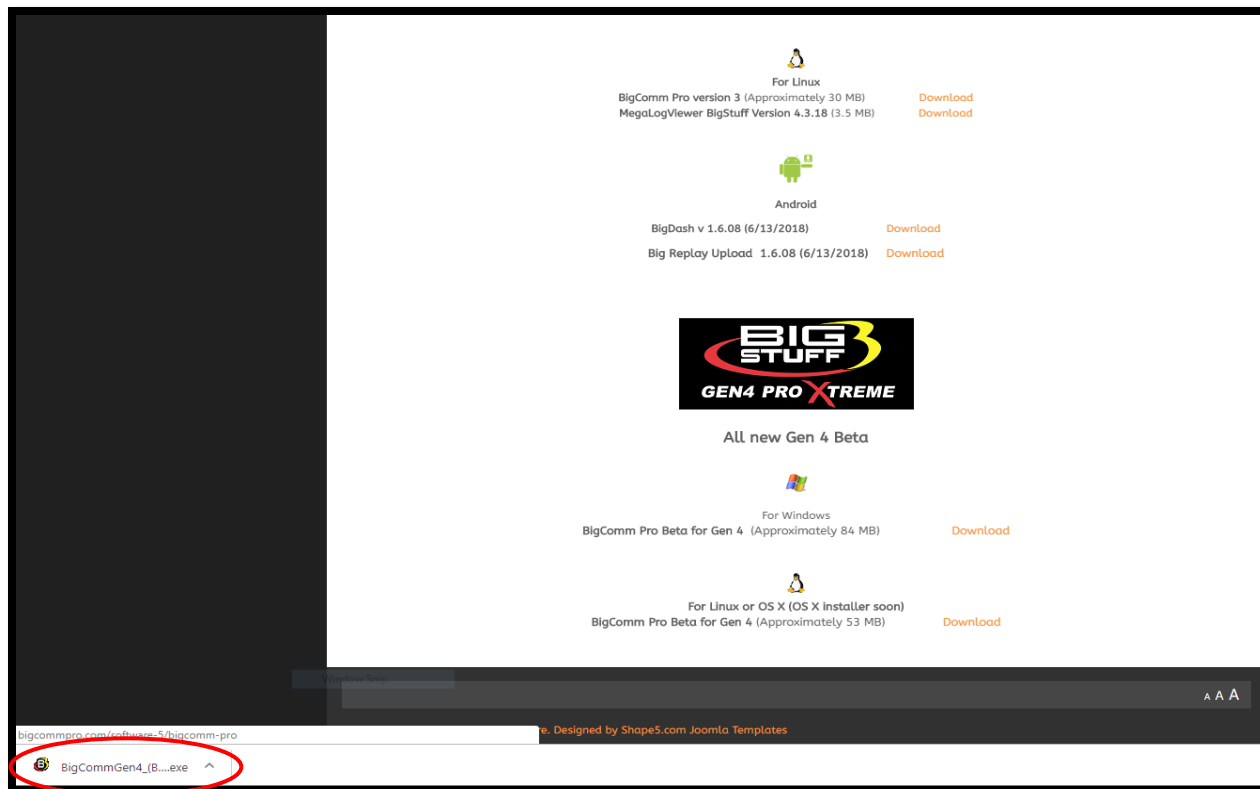 For Linux
BigComm Pro version 3 (Approximately 30 MB) Download
MegaLogViewer BigStuff Version 4.3.18 (3.5 MB) Download
Android
BigDash v 1.6.08 (6/13/2018) Download
Big Replay Upload 1.6.08 (6/13/2018) Download
BIG 3
STUFF
GEN4 PRO XTREME
All new Gen 4 Beta
For Windows
BigComm Pro Beta for Gen 4 (Approximately 84 MB) Download
For Linux or OS X (OS X installer soon)
BigComm Pro Beta for Gen 4 (Approximately 53 MB) Download
Window Snip
A A A
re. Designed by Shape5.com Joomla Templates
bigcommpro.com/software-5/bigcomm-pro
BigCommGen4_(B....exe